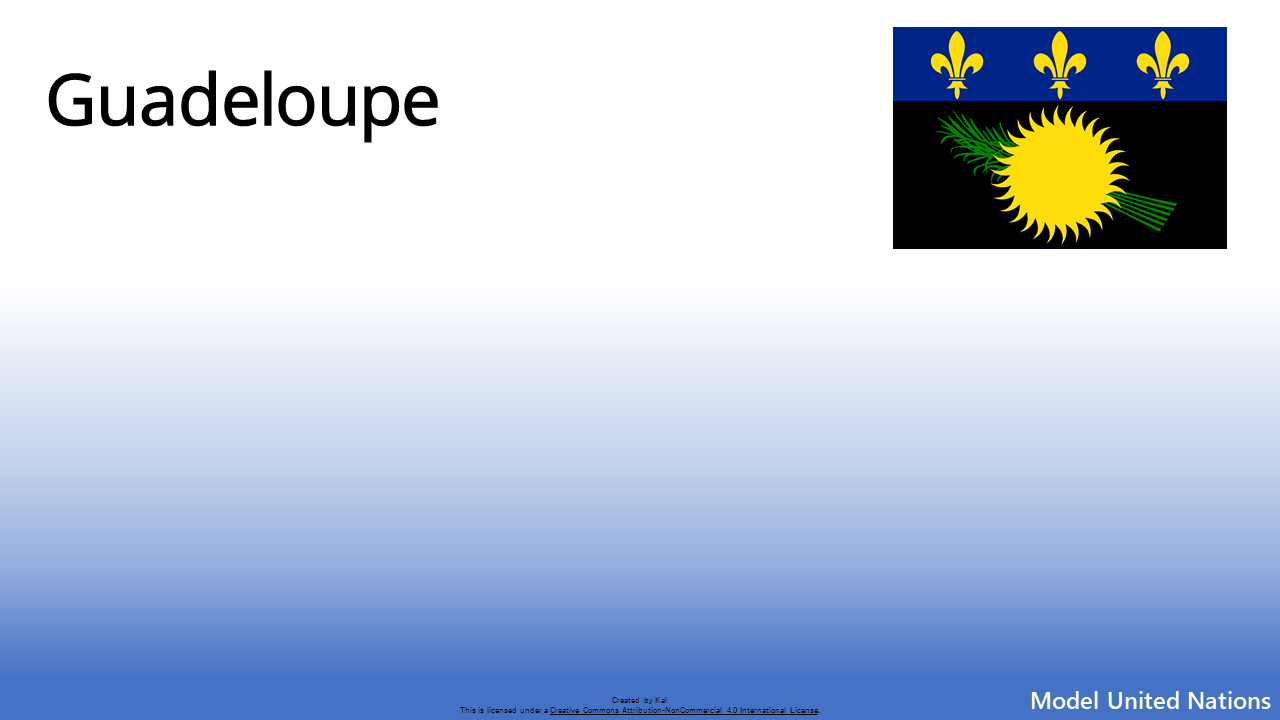 Guadeloupe
Created by Kai
This is licensed under a Creative Commons Attribution-NonCommercial 4.0 International License.
Model United Nations